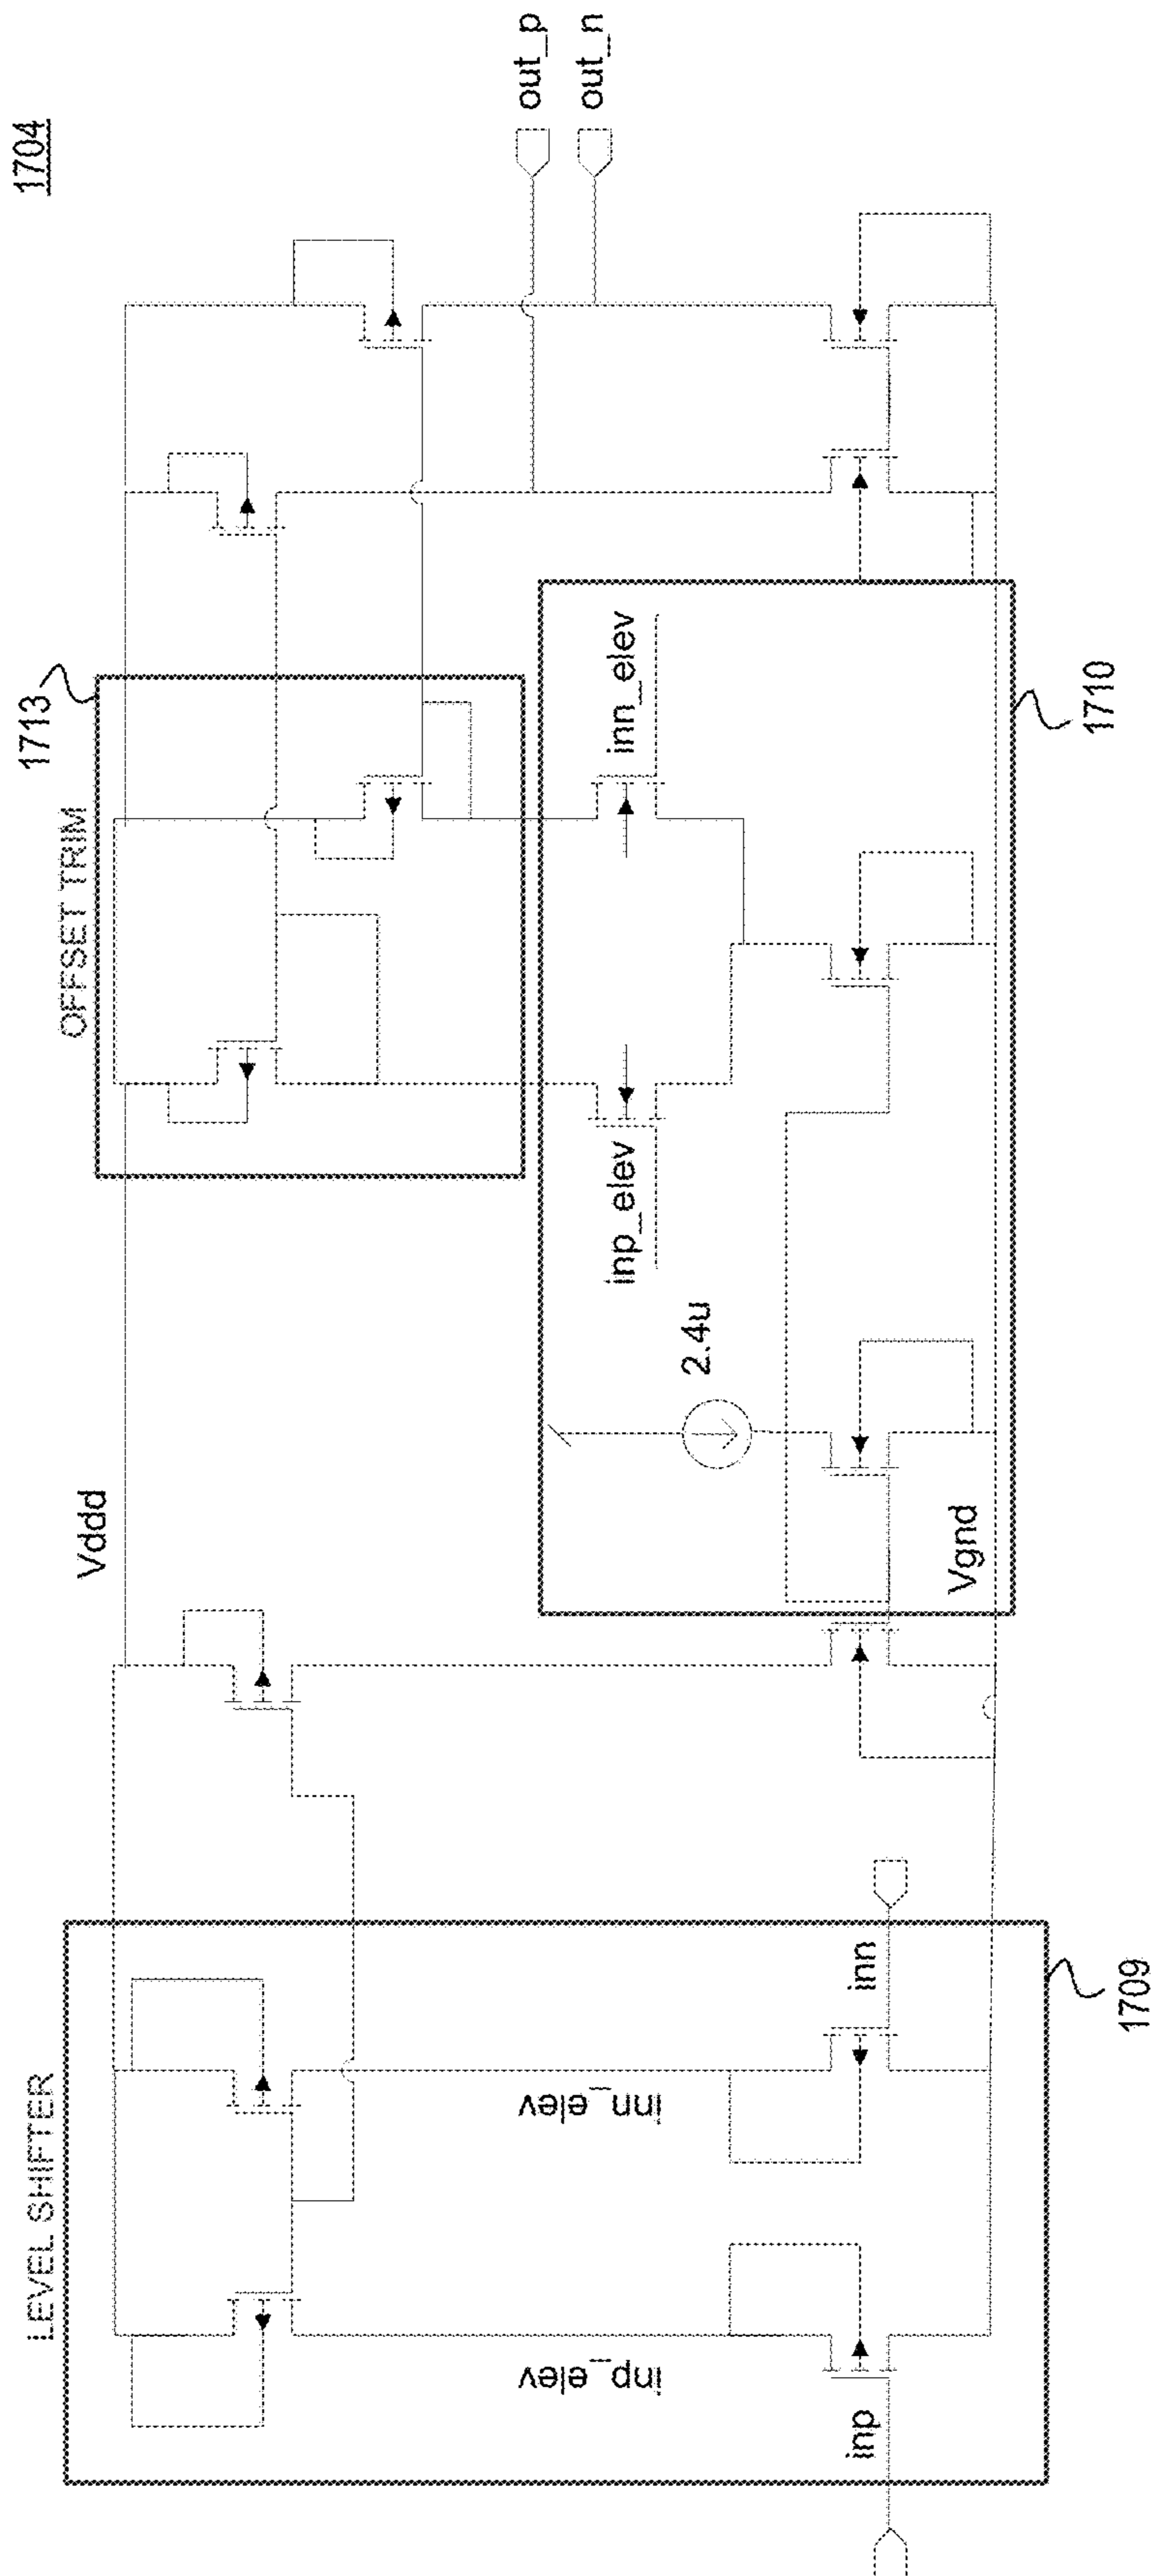 1704
LEVEL SHIFTER
inp_elev
inn_elev
inp
inn
1709
Vddd
Vgnd
2.4u
OFFSET TRIM
1713
inp_elev
inn_elev
1710
out_p
out_n